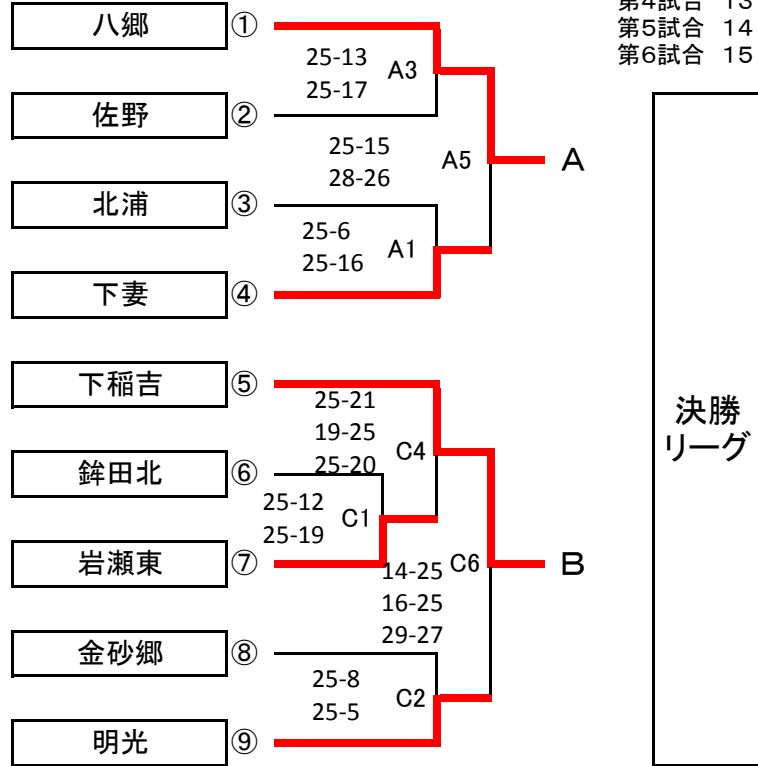 第4試合 13
第5試合 14
第6試合 15
八郷 ①
25-13
25-17
A3
佐野 ②
25-15
28-26
A5
A
北浦 ③
25-6
25-16
A1
下妻 ④
下稲吉 ⑤
25-21
19-25
25-20
C4
鉾田北 ⑥
25-12
25-19
C1
岩瀬東 ⑦
14-25
16-25
29-27
C6
B
金砂郷 ⑧
25-8
25-5
C2
明光 ⑨
決勝
リーグ